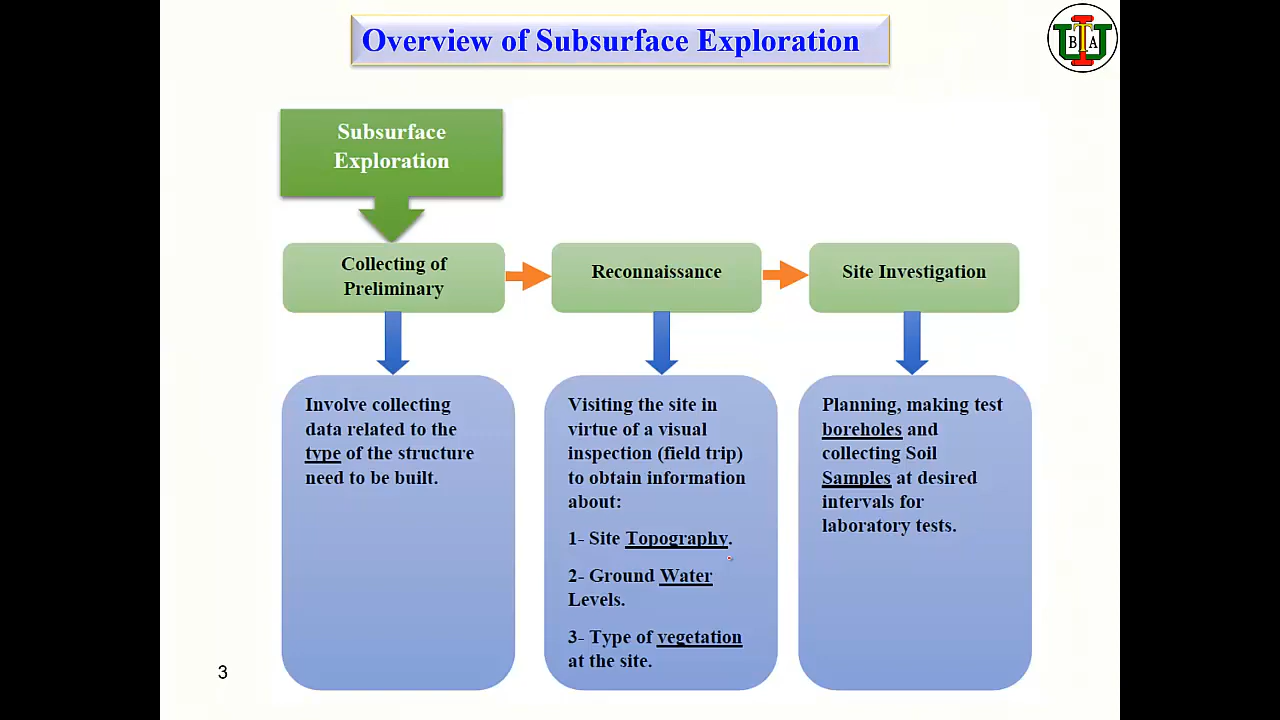 Overview of Subsurface Exploration
B I T A U
Subsurface
Exploration
Collecting of
Preliminary
Reconnaissance
Site Investigation
Involve collecting
data related to the
type of the structure
need to be built.
Visiting the site in
virtue of a visual
inspection (field trip)
to obtain information
about:
1- Site Topography.
2- Ground Water
Levels.
3- Type of vegetation
at the site.
Planning, making test
boreholes and
collecting Soil
Samples at desired
intervals for
laboratory tests.
3